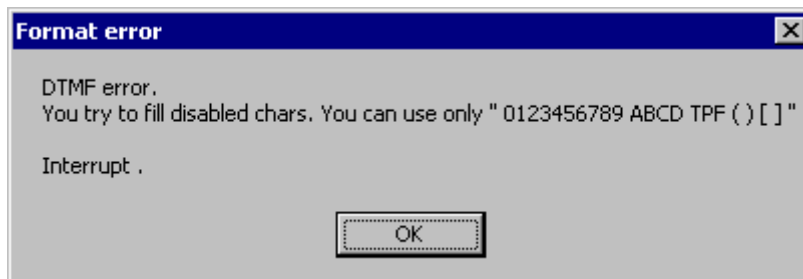 Format error
DTMF error.
You try to fill disabled chars. You can use only " 0123456789 ABCD TPF ( ) [ ] "
Interrupt .
OK